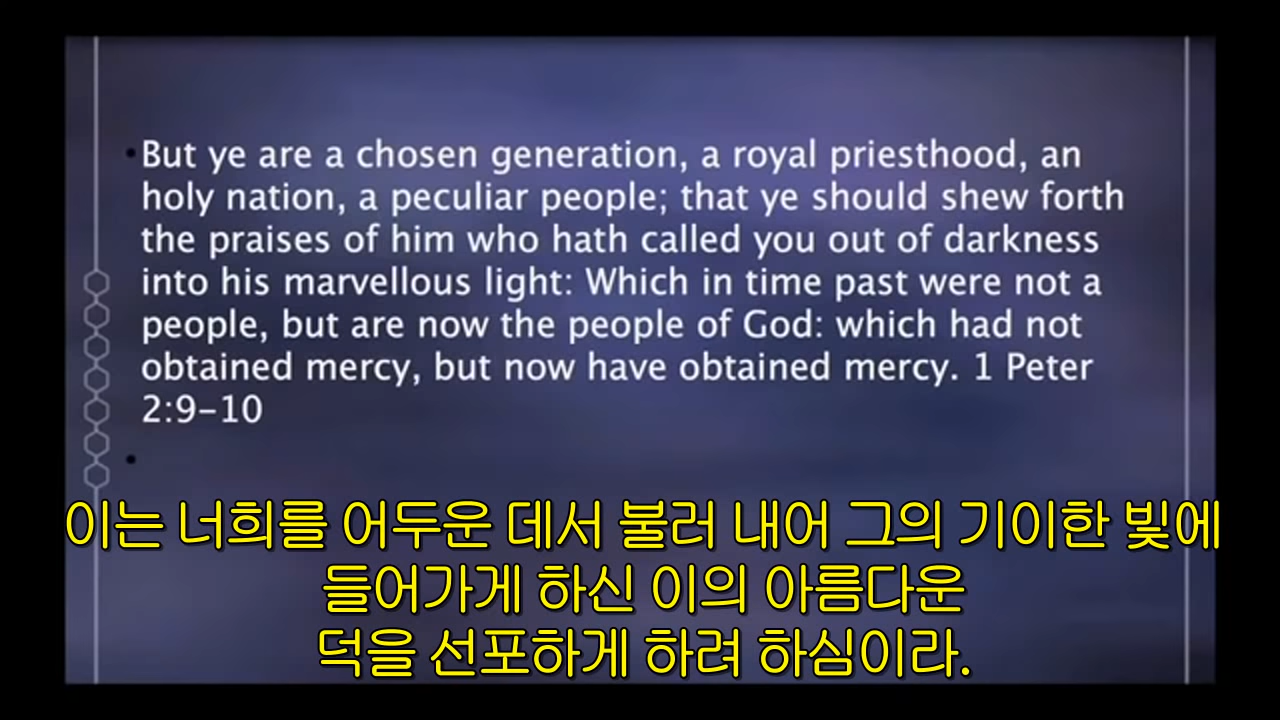 •But ye are a chosen generation, a royal priesthood, an
holy nation, a peculiar people; that ye should shew forth
the praises of him who hath called you out of darkness
into his marvellous light: Which in time past were not a
people, but are now the people of God: which had not
obtained mercy, but now have obtained mercy. 1 Peter
2:9–10
•
이는 너희를 어두운 데서 불러 내어 그의 기이한 빛에
들어가게 하신 이의 아름다운
덕을 선포하게 하려 하심이라.